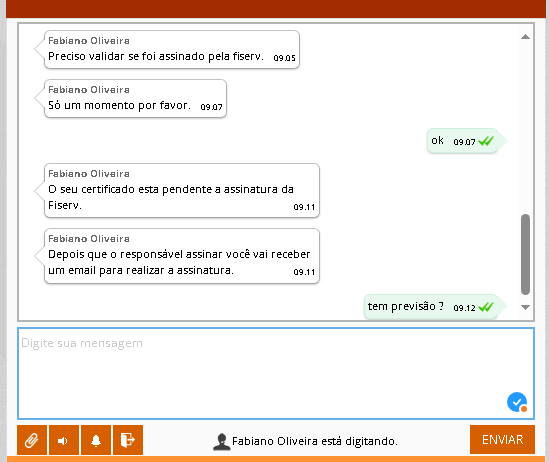 Fabiano Oliveira
Preciso validar se foi assinado pela fiserv. 09.05
Fabiano Oliveira
Só um momento por favor. 09.07
ok 09.07
Fabiano Oliveira
O seu certificado esta pendente a assinatura da
Fiserv.
09.11
Fabiano Oliveira
Depois que o responsável assinar você vai receber
um email para realizar a assinatura.
09.11
tem previsão ? 09.12
Digite sua mensagem
Fabiano Oliveira está digitando.
ENVIAR